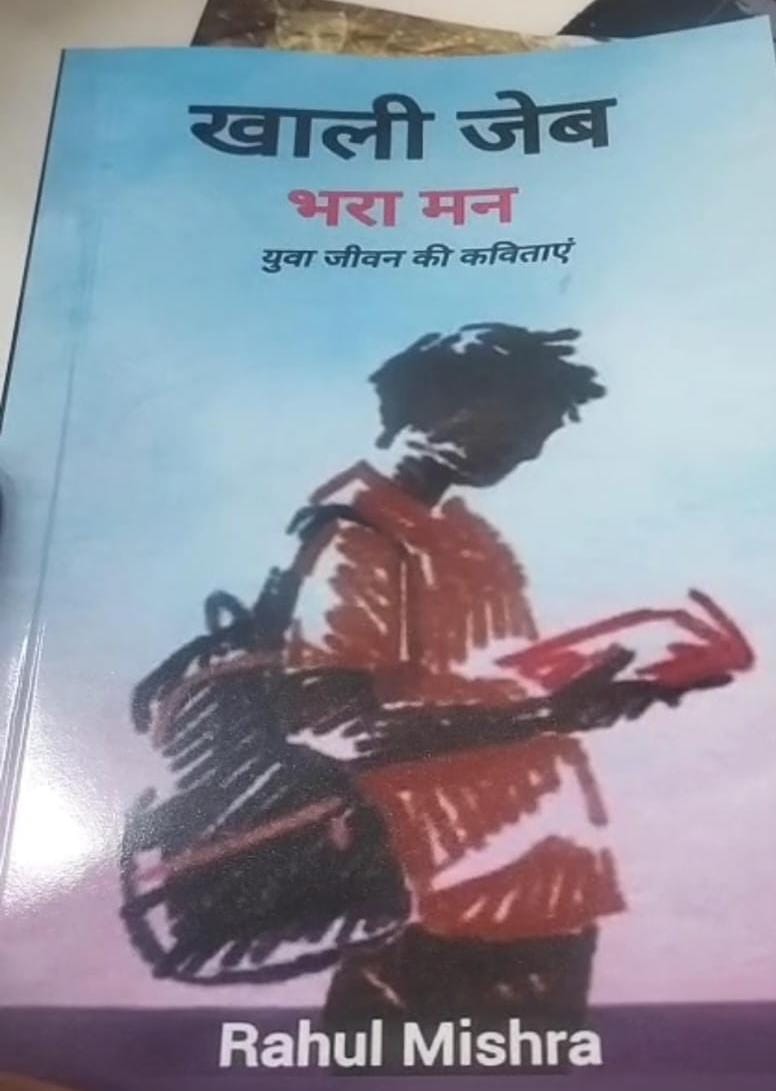 खाली जेब
भरा मन
युवा जीवन की कविताएं
Rahul Mishra